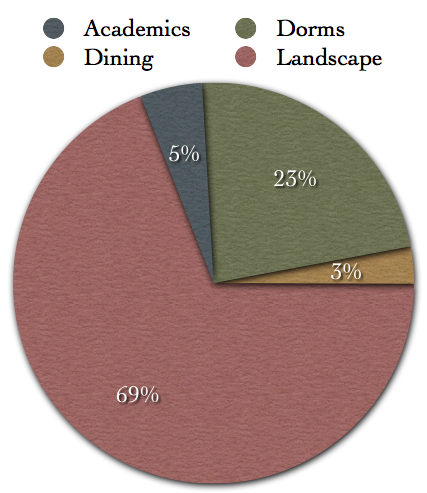 Academics Dorms
Dining Landscape
5%
23%
3%
69%